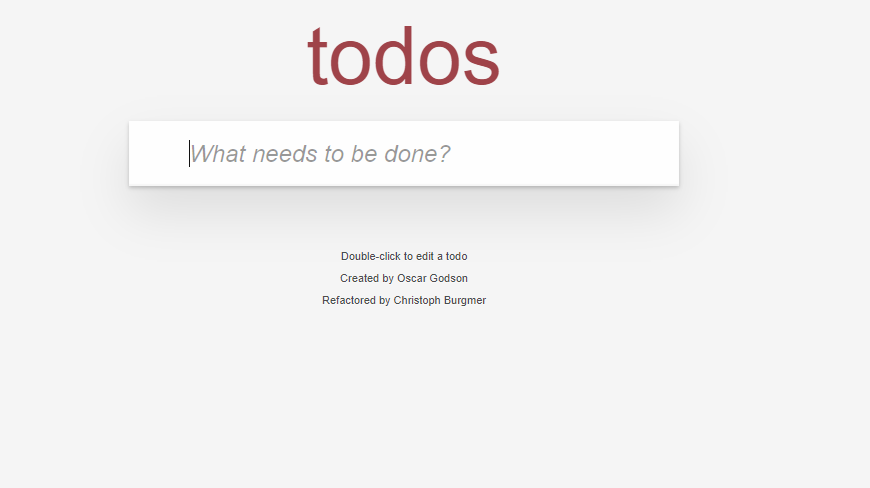 todos
What needs to be done?
Double-click to edit a todo
Created by Oscar Godson
Refactored by Christoph Burgmer